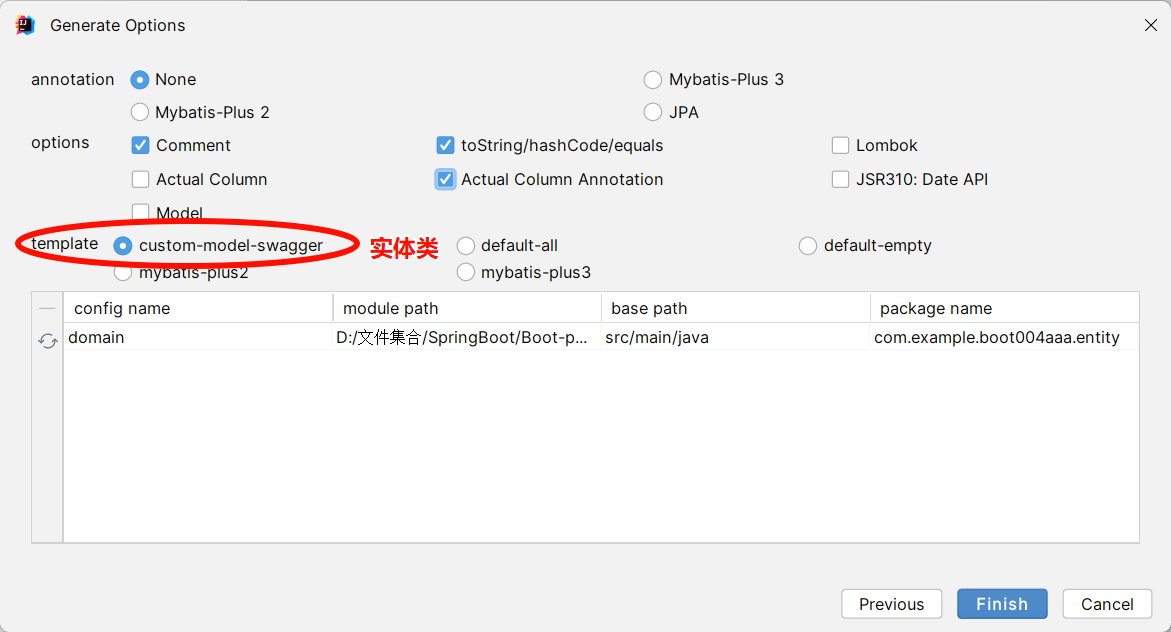 Generate Options
annotation None Mybatis-Plus 3
Mybatis-Plus 2 JPA
options Comment toString/hashCode/equals Lombok
Actual Column Actual Column Annotation JSR310: Date API
Model
template custom-model-swagger 实体类 default-all default-empty
mybatis-plus2 mybatis-plus3
config name module path base path package name
domain D:/文件集合/SpringBoot/Boot-p... src/main/java com.example.boot004aaa.entity
Previous Finish Cancel